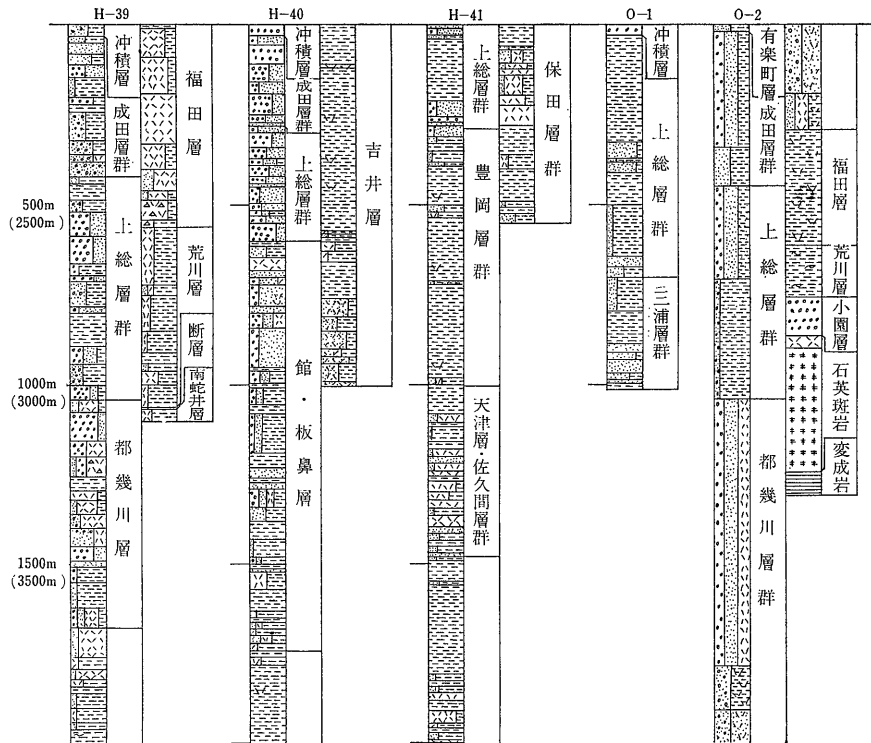 H-39
H-40
H-41
O-1
O-2
500m
(2500m)
1000m
(3000m)
1500m
(3500m)
沖積層
成田層群
上総層群
都幾川層
福田層
荒川層
断層
南蛇井層
沖積層
成田層群
上総層群
館・板鼻層
吉井層
上総層群
豊岡層群
天津層・佐久間層群
保田層群
沖積層
上総層群
三浦層群
有楽町層
成田層群
上総層群
都幾川層群
福田層
荒川層
小園層
石英斑岩
変成岩